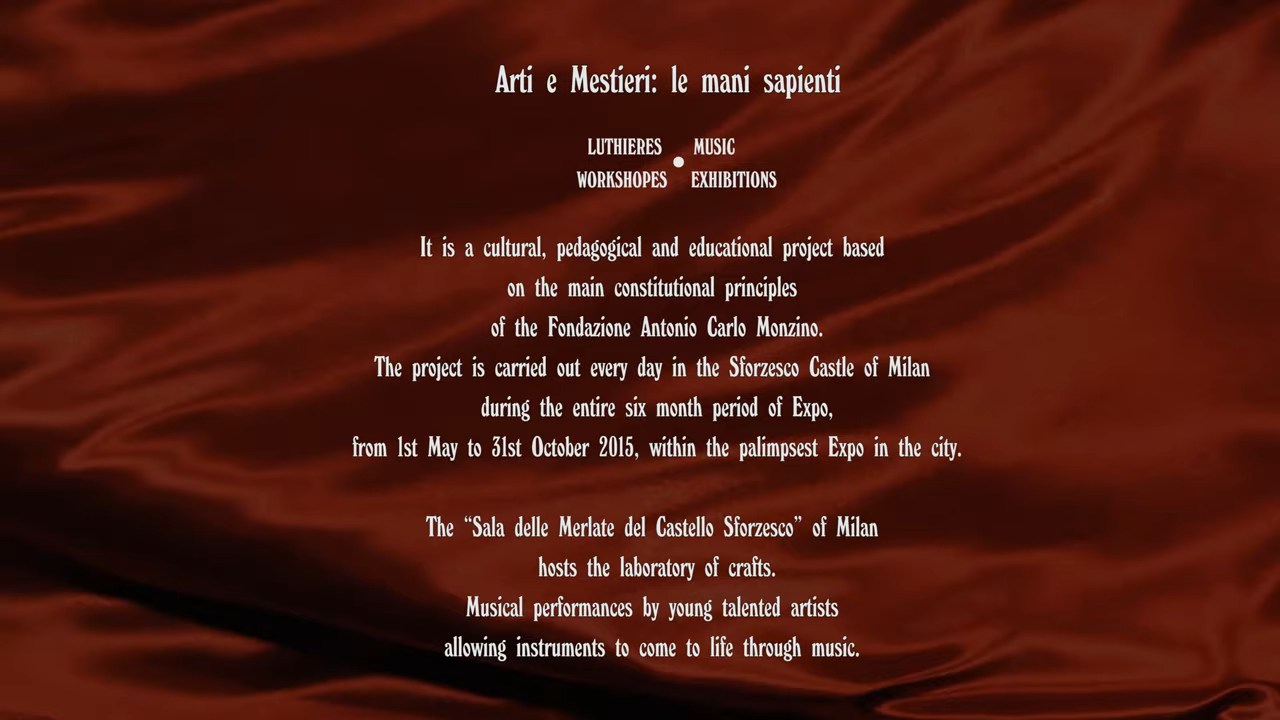 Arti e Mestieri: le mani sapienti
LUTHIERES MUSIC
●
WORKSHOPES EXHIBITIONS
It is a cultural, pedagogical and educational project based
on the main constitutional principles
of the Fondazione Antonio Carlo Monzino.
The project is carried out every day in the Sforzesco Castle of Milan
during the entire six month period of Expo,
from 1st May to 31st October 2015, within the palimpsest Expo in the city.
The “Sala delle Merlate del Castello Sforzesco” of Milan
hosts the laboratory of crafts.
Musical performances by young talented artists
allowing instruments to come to life through music.